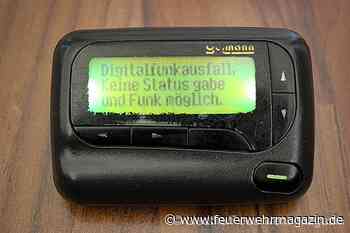 Digitalfunkausfall.
Keine Status gabe
und Funk möglich.
© www.feuerwehrmagazin.de